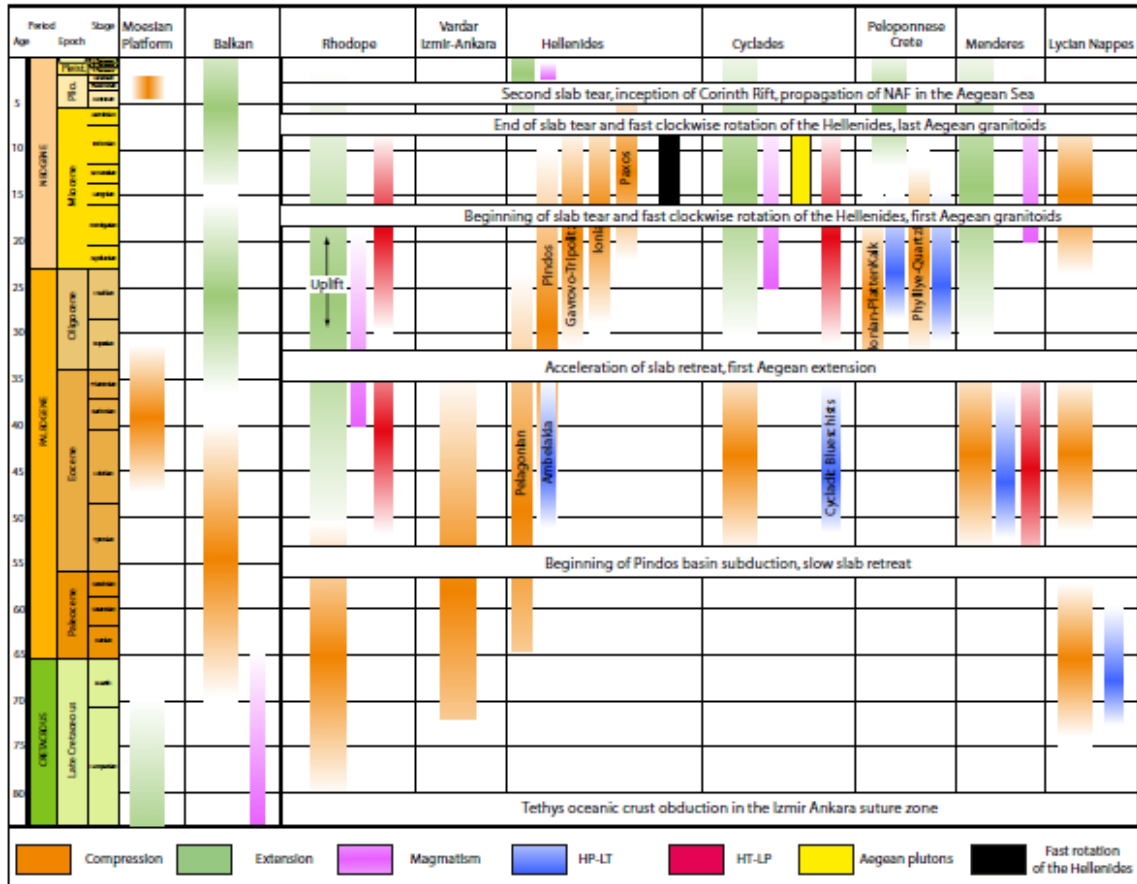 Period
Stage
Age
Epoch
Moesian
Platform
Balkan
Rhodope
Vardar
Izmir-Ankara
Hellenides
Cyclades
Peloponnese
Crete
Menderes
Lycian Nappes
NEOGENE
PALEOGENE
CRETACEOUS
Pleist.
Plio.
Miocene
Oligocene
Eocene
Paleocene
Late Cretaceous
5
10
15
20
25
30
35
40
45
50
55
60
65
70
75
80
Second slab tear, inception of Corinth Rift, propagation of NAF in the Aegean Sea
End of slab tear and fast clockwise rotation of the Hellenides, last Aegean granitoids
Paxos
Beginning of slab tear and fast clockwise rotation of the Hellenides, first Aegean granitoids
Uplift
Pindos
Gavrovo-Tripolitz
Ionia
Ionian-PlattenKalk
Phylliye-Quartzi
Acceleration of slab retreat, first Aegean extension
Pelagonian
Ambelakia
Cycladic Blueschists
Beginning of Pindos basin subduction, slow slab retreat
Tethys oceanic crust obduction in the Izmir Ankara suture zone
Compression
Extension
Magmatism
HP-LT
HT-LP
Aegean plutons
Fast rotation
of the Hellenides